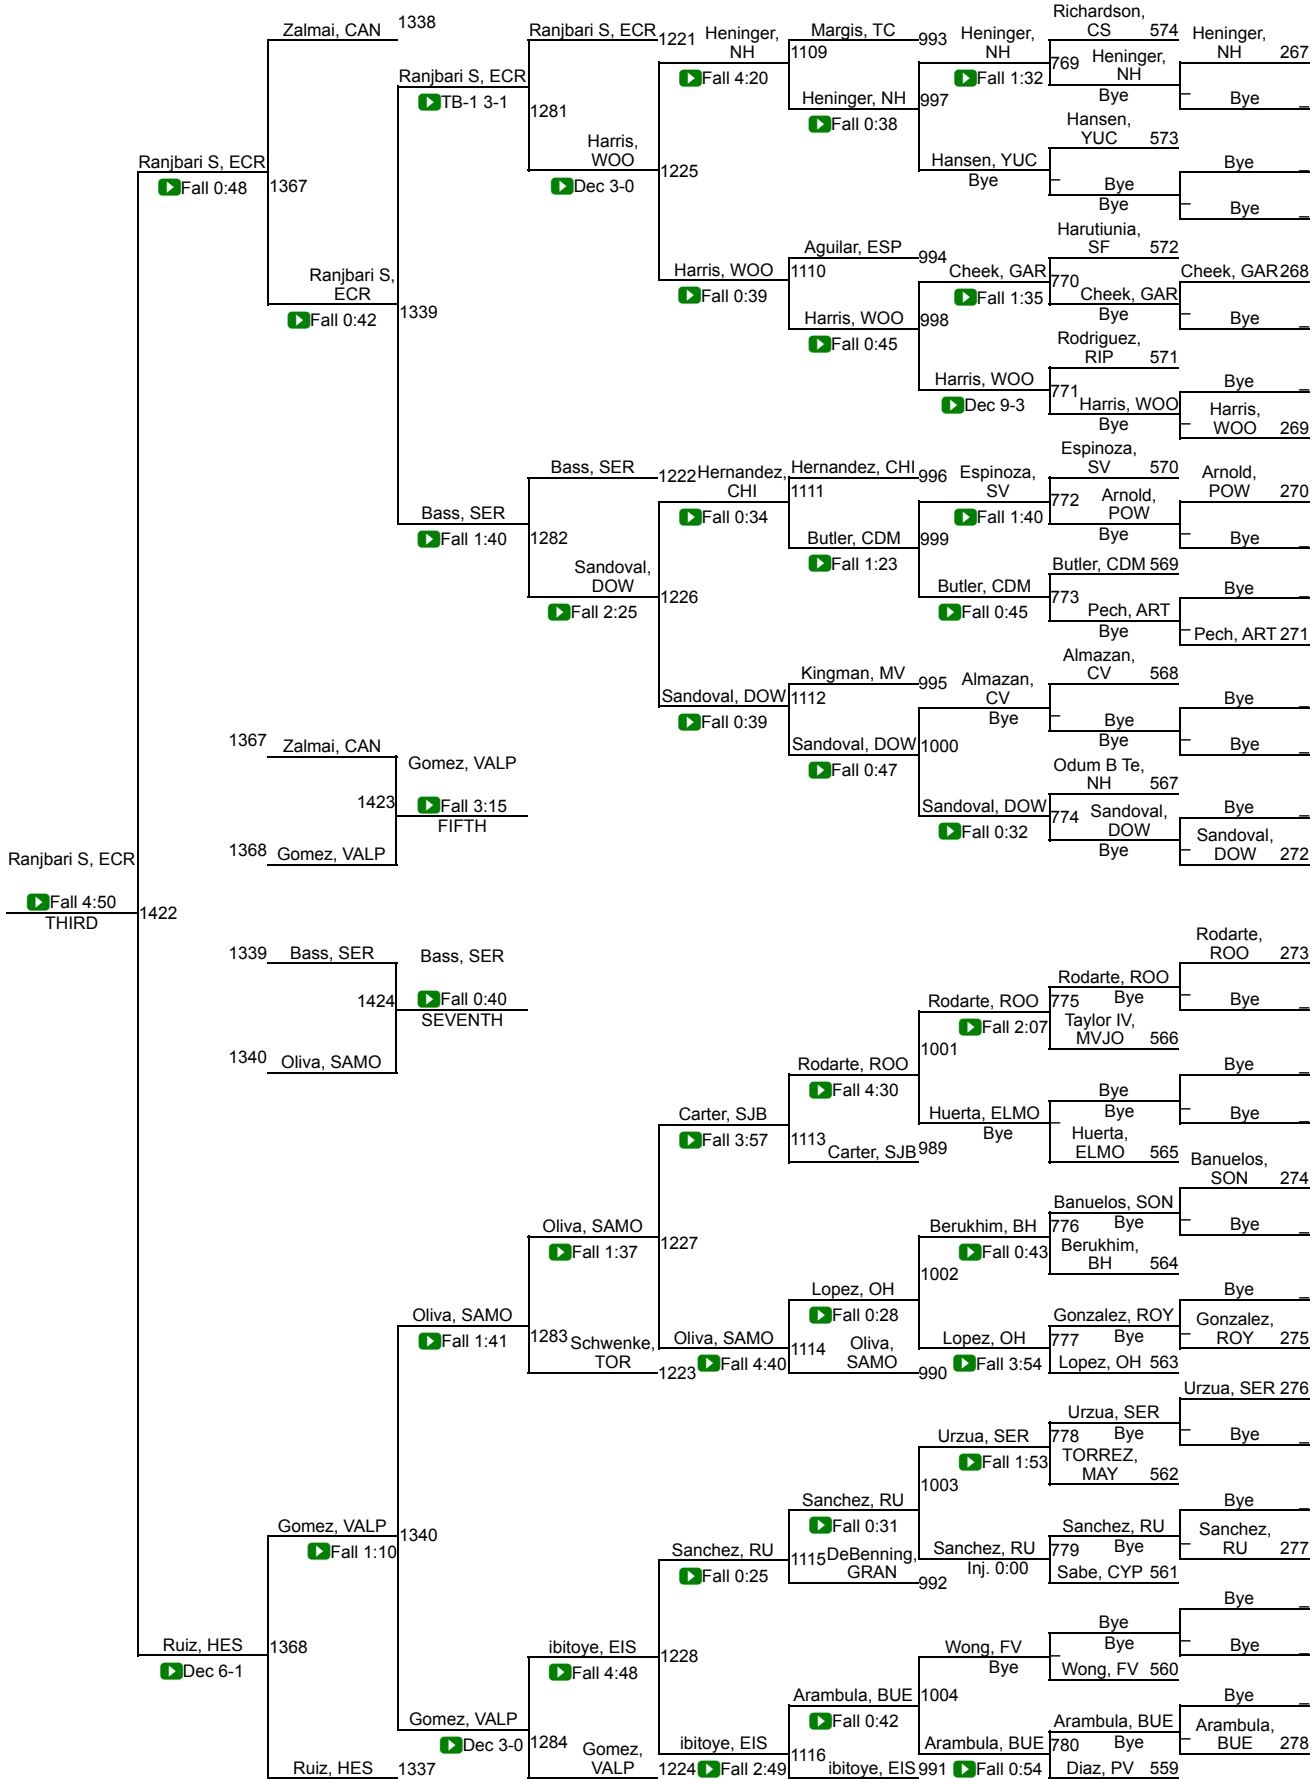 Zalmai, CAN
1338
Ranjbari S, ECR
1221
Heninger,
NH
Fall 4:20
Margis, TC
993
1109
Heninger,
NH
Fall 1:32
Richardson,
CS 574
769
Heninger,
NH
Bye
Heninger,
NH 267
Bye _
Ranjbari S, ECR
TB-1 3-1
1281
Heninger, NH
Fall 0:38
997
Hansen,
YUC 573
Hansen, YUC
Bye
Bye
Bye
Bye _
Bye _
Harris,
WOO
Dec 3-0
1225
Ranjbari S, ECR
Fall 0:48
1367
Aguilar, ESP
994
Harris, WOO
Fall 0:39
1110
Cheek, GAR
Fall 1:35
Harutiunia,
SF 572
770
Cheek, GAR
Bye
Cheek, GAR 268
Bye _
Ranjbari S,
ECR
Fall 0:42
1339
Harris, WOO
Fall 0:45
998
Harris, WOO
Dec 9-3
Rodriguez,
RIP 571
771
Harris, WOO
Bye
Bye _
Harris,
WOO 269
Bass, SER
1222
Hernandez,
CHI
Fall 0:34
Hernandez, CHI
996
1111
Espinoza,
SV
Fall 1:40
Espinoza,
SV 570
772
Arnold,
POW
Bye
Arnold,
POW 270
Bye _
Bass, SER
Fall 1:40
1282
Butler, CDM
Fall 1:23
999
Butler, CDM
Fall 0:45
Butler, CDM 569
773
Pech, ART
Bye
Bye _
Pech, ART 271
Sandoval,
DOW
Fall 2:25
1226
Kingman, MV
995
Sandoval, DOW
Fall 0:39
1112
Almazan,
CV
Bye
Almazan,
CV 568
Bye
Bye
Bye _
Bye _
Sandoval, DOW
Fall 0:47
1000
Sandoval, DOW
Fall 0:32
Odum B Te,
NH 567
774
Sandoval,
DOW
Bye
Bye _
Sandoval,
DOW 272
1367
Zalmai, CAN
Gomez, VALP
1423
Fall 3:15
FIFTH
1368
Gomez, VALP
Ranjbari S, ECR
Fall 4:50
THIRD
1422
1339
Bass, SER
Bass, SER
1424
Fall 0:40
SEVENTH
1340
Oliva, SAMO
Rodarte,
ROO 273
Rodarte, ROO
Bye
Bye _
Rodarte, ROO
Fall 2:07
775
Taylor IV,
MVJO 566
1001
Rodarte, ROO
Fall 4:30
Bye _
Bye
Bye
Bye _
Huerta, ELMO
Bye
Huerta,
ELMO 565
Carter, SJB
Fall 3:57
1113
Carter, SJB
989
Banuelos,
SON 274
Banuelos, SON
Bye
Bye _
Berukhim, BH
Fall 0:43
776
Berukhim,
BH 564
Oliva, SAMO
Fall 1:37
1227
1002
Lopez, OH
Fall 0:28
Bye _
Gonzalez, ROY
Bye
Gonzalez,
ROY 275
Lopez, OH
Fall 3:54
777
Lopez, OH 563
Oliva, SAMO
Fall 1:41
1283
Schwenke,
TOR
1223
Oliva, SAMO
Fall 4:40
1114
Oliva,
SAMO
990
Urzua, SER 276
Urzua, SER
Bye
Bye _
Urzua, SER
Fall 1:53
778
TORREZ,
MAY 562
1003
Sanchez, RU
Fall 0:31
Bye _
Sanchez, RU
Bye
Sanchez,
RU 277
Sanchez, RU
Inj. 0:00
779
Sabe, CYP 561
Gomez, VALP
Fall 1:10
1340
Sanchez, RU
Fall 0:25
1115
DeBenning,
GRAN
992
Bye _
Bye
Bye
Bye _
Wong, FV
Bye
Wong, FV 560
Ruiz, HES
Dec 6-1
1368
ibitoye, EIS
Fall 4:48
1228
Arambula, BUE
Fall 0:42
1004
Bye _
Arambula, BUE
Bye
Arambula,
BUE 278
Gomez, VALP
Dec 3-0
1284
Gomez,
VALP
1224
ibitoye, EIS
Fall 2:49
1116
ibitoye, EIS
991
Arambula, BUE
Fall 0:54
780
Diaz, PV 559
Ruiz, HES
1337